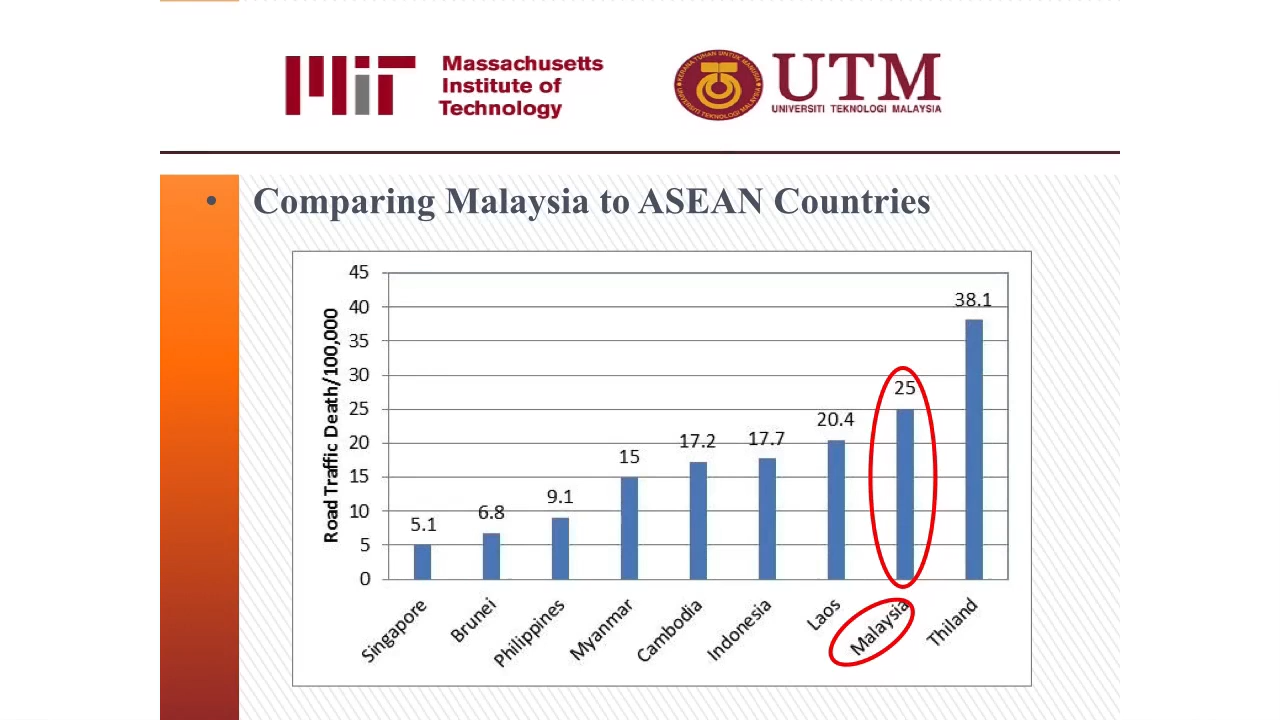 Massachusetts
Institute of
Technology
UTM
UNIVERSITI TEKNOLOGI MALAYSIA
• Comparing Malaysia to ASEAN Countries
Road Traffic Death/100,000
45
40
35
30
25
20
15
10
5
0
5.1
6.8
9.1
15
17.2
17.7
20.4
25
38.1
Singapore
Brunei
Philippines
Myanmar
Cambodia
Indonesia
Laos
Malaysia
Thiland